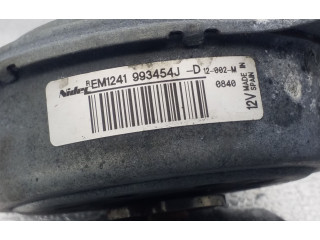 Nidec EM1241 993454J -D 12-002-M
0840
12V MADE IN SPAIN